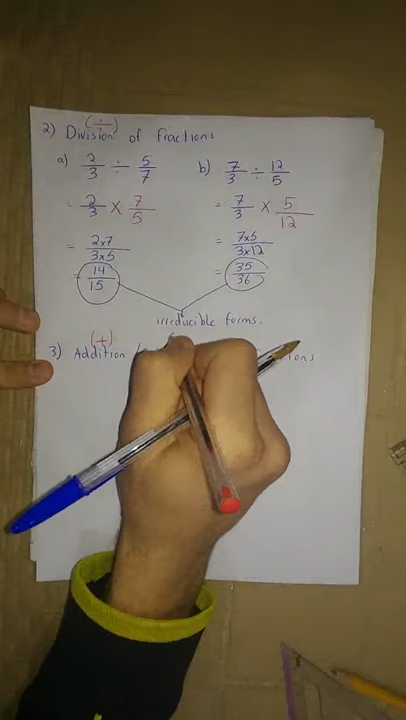 2) Division (÷) of fractions
a) 2/3 ÷ 5/7
= 2/3 × 7/5
= 2×7/3×5
= 14/15
b) 7/3 ÷ 12/5
= 7/3 × 5/12
= 7×5/3×12
= 35/36
irreducible forms.
3) Addition (+) /